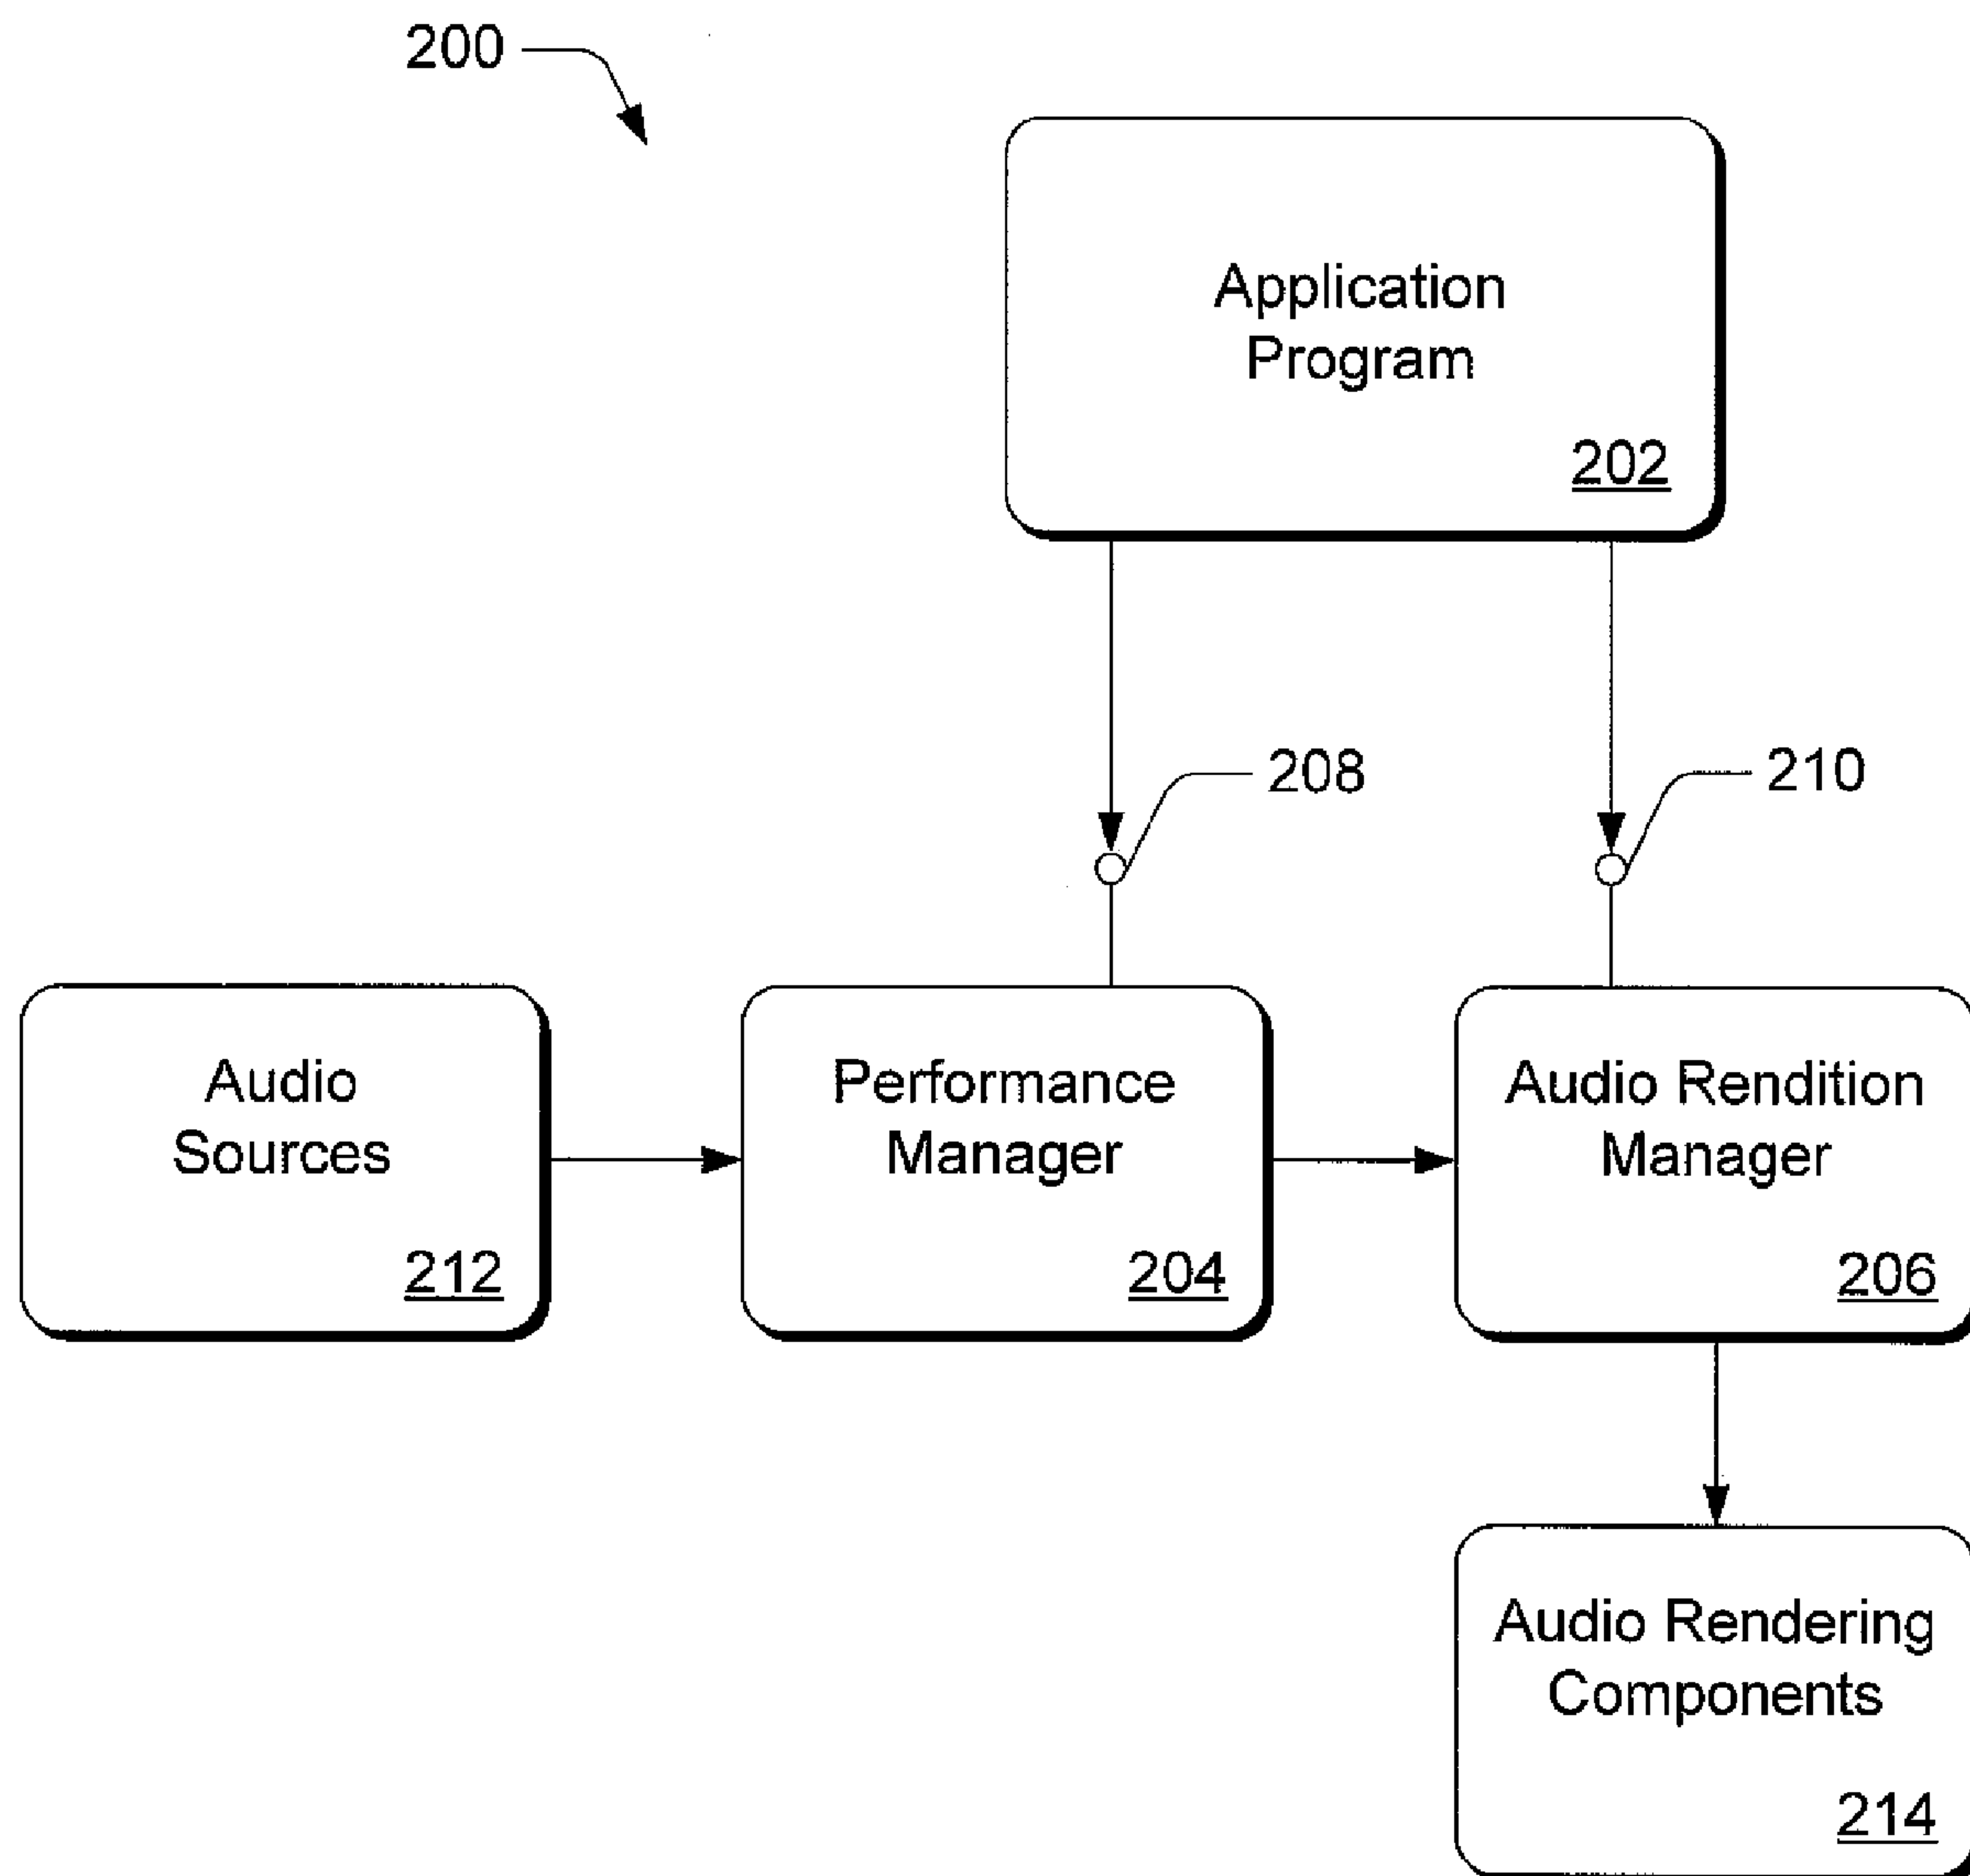 200
Application
Program
202
208
210
Audio
Sources
212
Performance
Manager
204
Audio Rendition
Manager
206
Audio Rendering
Components
214